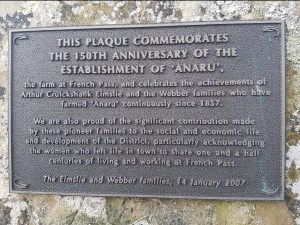 THIS PLAQUE COMMEMORATES
THE 150TH ANNIVERSARY OF THE
ESTABLISHMENT OF "ANARU",
the farm at French Pass, and celebrates the achievements of
Arthur Cruickshank Elmslie and the Webber families who have
farmed "Anaru" continuously since 1857.
We are also proud of the significant contribution made
by these pioneer families to the social and economic life
and development of the District, particularly acknowledging
the women who left life in town to share one and a half
centuries of living and working at French Pass.
The Elmslie and Webber families, 14 January 2007